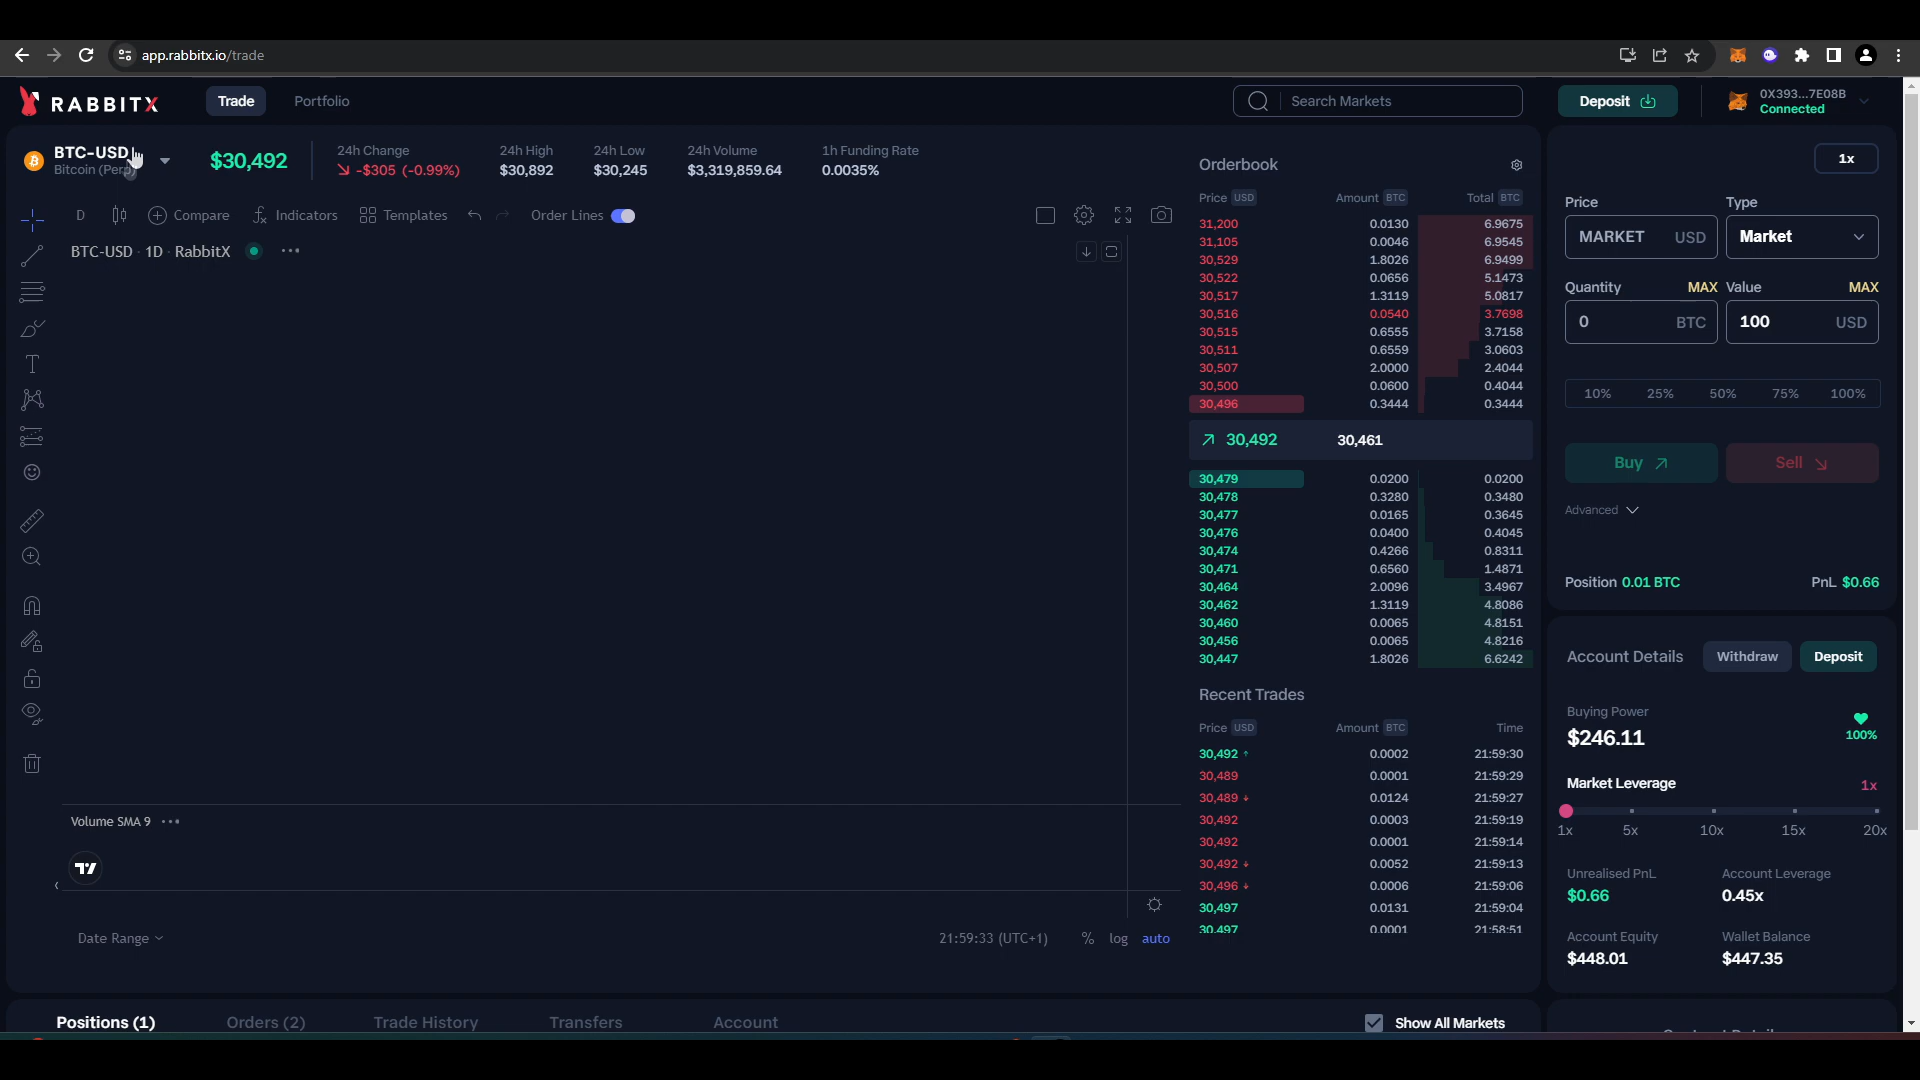 app.rabbitx.io/trade
RABBITX
Trade
Portfolio
Search Markets
Deposit
0X393...7E08B
Connected
BTC-USD
Bitcoin (Perp)
$30,492
24h Change
-$305 (-0.99%)
24h High
$30,892
24h Low
$30,245
24h Volume
$3,319,859.64
1h Funding Rate
0.0035%
D
Compare
Indicators
Templates
Order Lines
BTC-USD · 1D · RabbitX
Volume SMA 9
Date Range
21:59:33 (UTC+1)
%
log
auto
Orderbook
Price USD Amount BTC Total BTC
31,200 0.0130 6.9675
31,105 0.0046 6.9545
30,529 1.8026 6.9499
30,522 0.0656 5.1473
30,517 1.3119 5.0817
30,516 0.0540 3.7698
30,515 0.6555 3.7158
30,511 0.6559 3.0603
30,507 2.0000 2.4044
30,500 0.0600 0.4044
30,496 0.3444 0.3444
30,492 30,461
30,479 0.0200 0.0200
30,478 0.3280 0.3480
30,477 0.0165 0.3645
30,476 0.0400 0.4045
30,474 0.4266 0.8311
30,471 0.6560 1.4871
30,464 2.0096 3.4967
30,462 1.3119 4.8086
30,460 0.0065 4.8151
30,456 0.0065 4.8216
30,447 1.8026 6.6242
Recent Trades
Price USD Amount BTC Time
30,492 0.0002 21:59:30
30,489 0.0001 21:59:29
30,489 0.0124 21:59:27
30,492 0.0003 21:59:19
30,492 0.0001 21:59:14
30,492 0.0052 21:59:13
30,496 0.0006 21:59:06
30,497 0.0131 21:59:04
30,497 0.0001 21:58:51
1x
Price Type
MARKET USD Market
Quantity MAX Value MAX
0 BTC 100 USD
10% 25% 50% 75% 100%
Buy Sell
Advanced
Position 0.01 BTC PnL $0.66
Account Details Withdraw Deposit
Buying Power
$246.11
100%
Market Leverage 1x
1x 5x 10x 15x 20x
Unrealised PnL Account Leverage
$0.66 0.45x
Account Equity Wallet Balance
$448.01 $447.35
Positions (1)
Orders (2)
Trade History
Transfers
Account
Show All Markets